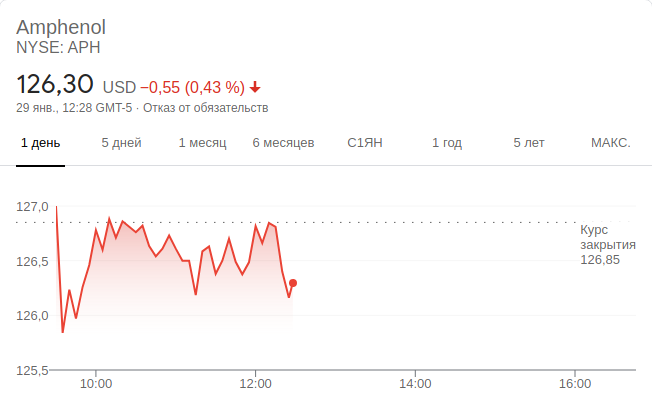 Amphenol
NYSE: APH
126,30 USD −0,55 (0,43 %)
29 янв., 12:28 GMT-5 · Отказ от обязательств
1 день 5 дней 1 месяц 6 месяцев С1ЯН 1 год 5 лет МАКС.
127,0
Курс
закрытия
126,5 126,85
126,0
125,5
10:00 12:00 14:00 16:00